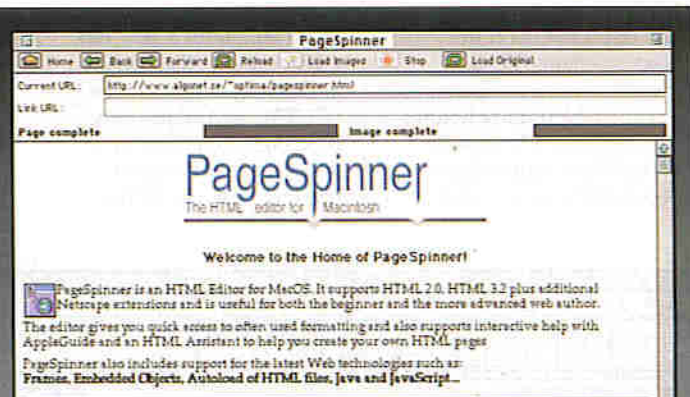 PageSpinner
Home Back Forward Reload Load Images Stop Load Original
Current URL: http://www.algonet.se/~optima/pagespinner.html
Link URL:
Page complete Image complete
PageSpinner
The HTML editor for Macintosh
Welcome to the Home of PageSpinner!
PageSpinner is an HTML Editor for MacOS. It supports HTML 2.0, HTML 3.2 plus additional
Netscape extensions and is useful for both the beginner and the more advanced web author.
The editor gives you quick access to often used formatting and also supports interactive help with
AppleGuide and an HTML Assistant to help you create your own HTML pages
PageSpinner also includes support for the latest Web technologies such as:
Frames, Embedded Objects, Autoload of HTML files, Java and JavaScript...